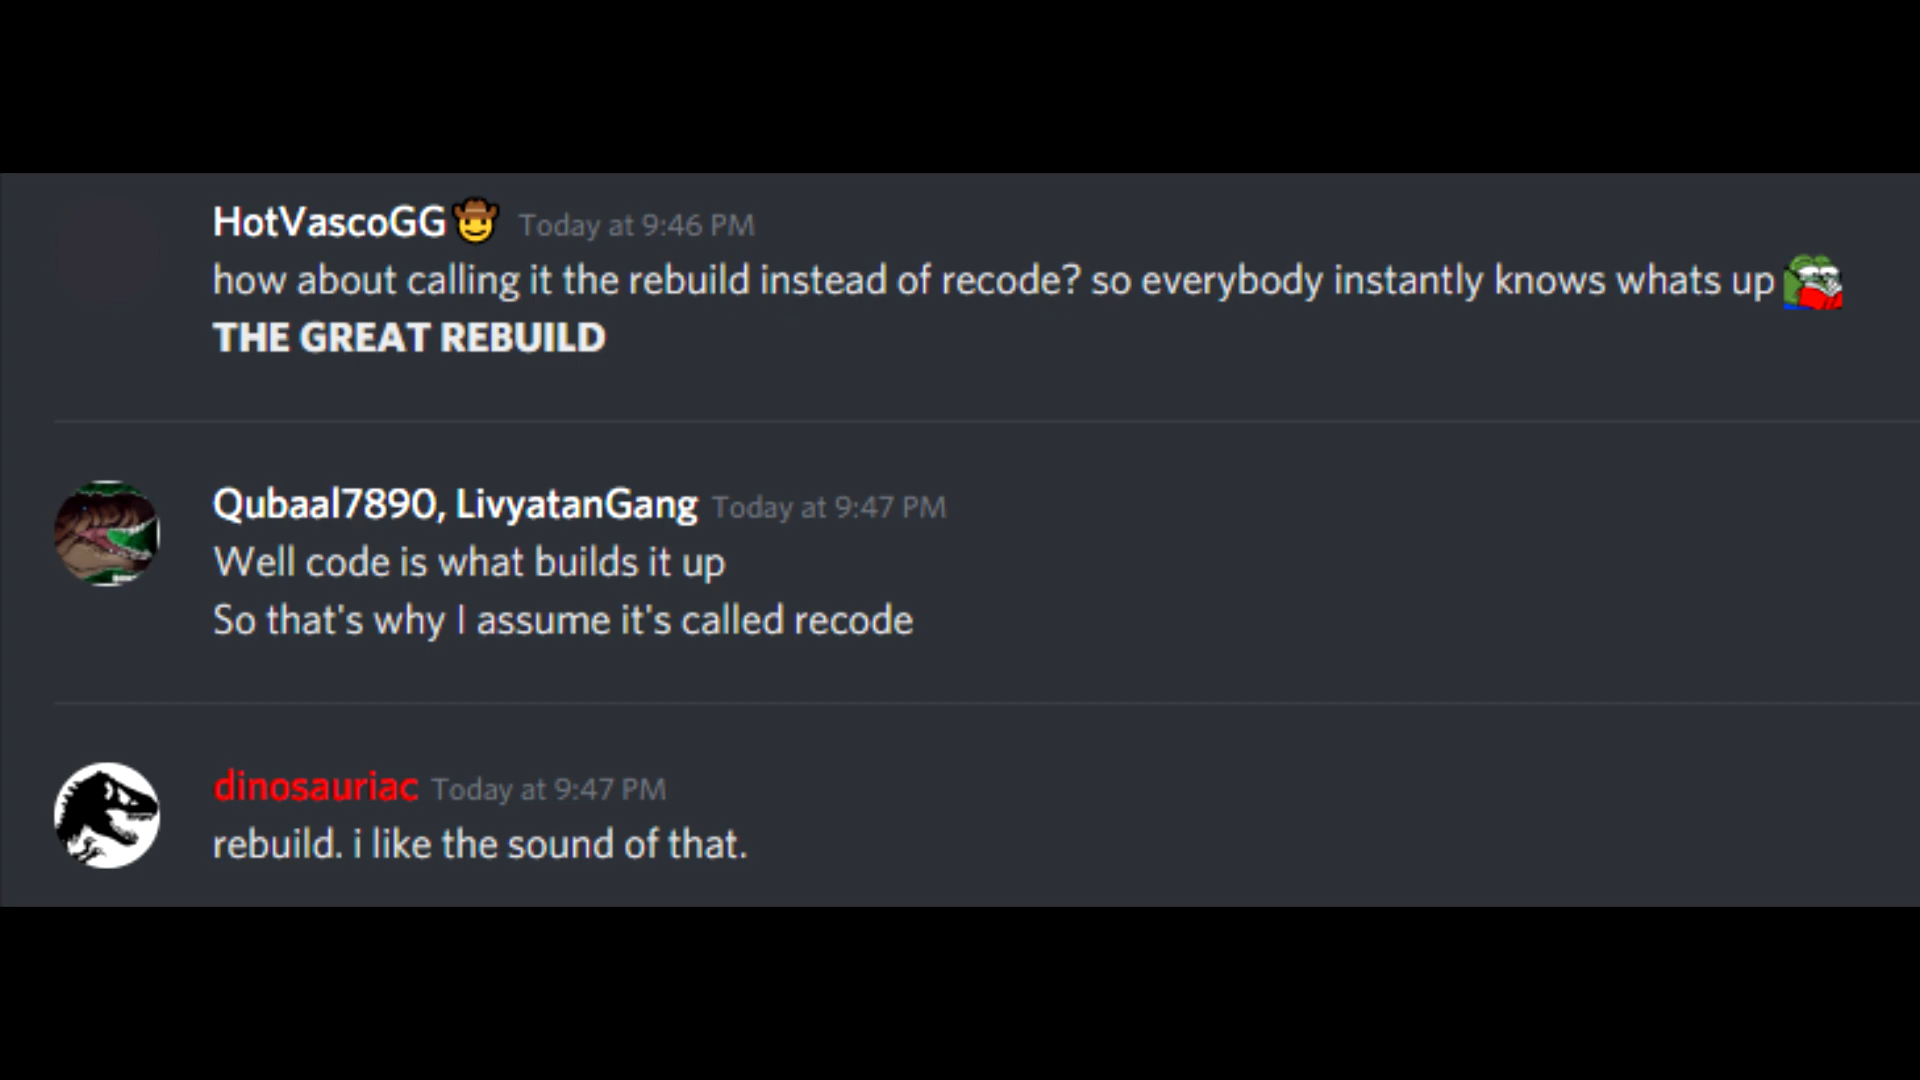 HotVascoGG🤠 Today at 9:46 PM
how about calling it the rebuild instead of recode? so everybody instantly knows whats up
THE GREAT REBUILD
Qubaal7890, LivyatanGang Today at 9:47 PM
Well code is what builds it up
So that's why I assume it's called recode
dinosauriac Today at 9:47 PM
rebuild. i like the sound of that.